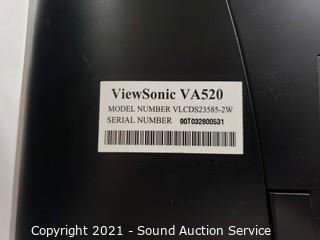 ViewSonic VA520
MODEL NUMBER VLCDS23585-2W
SERIAL NUMBER 90T032800531
Copyright 2021 - Sound Auction Service